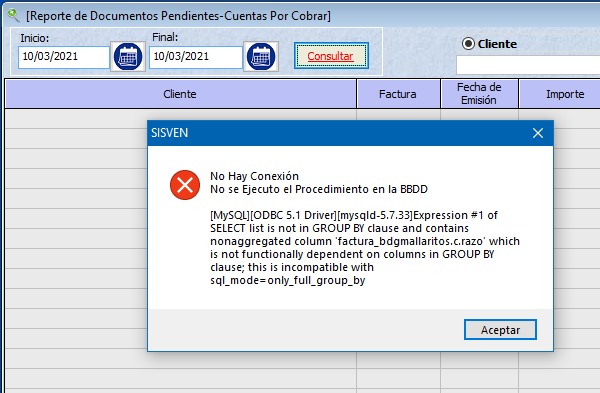 [Reporte de Documentos Pendientes-Cuentas Por Cobrar]
Inicio:
Final:
10/03/2021
10/03/2021
Consultar
Cliente
Cliente
Factura
Fecha de
Emisión
Importe
SISVEN
No Hay Conexión
No se Ejecuto el Procedimiento en la BBDD
[MySQL][ODBC 5.1 Driver][mysqld-5.7.33]Expression #1 of
SELECT list is not in GROUP BY clause and contains
nonaggregated column 'factura_bdgmallaritos.c.razo' which
is not functionally dependent on columns in GROUP BY
clause; this is incompatible with
sql_mode=only_full_group_by
Aceptar